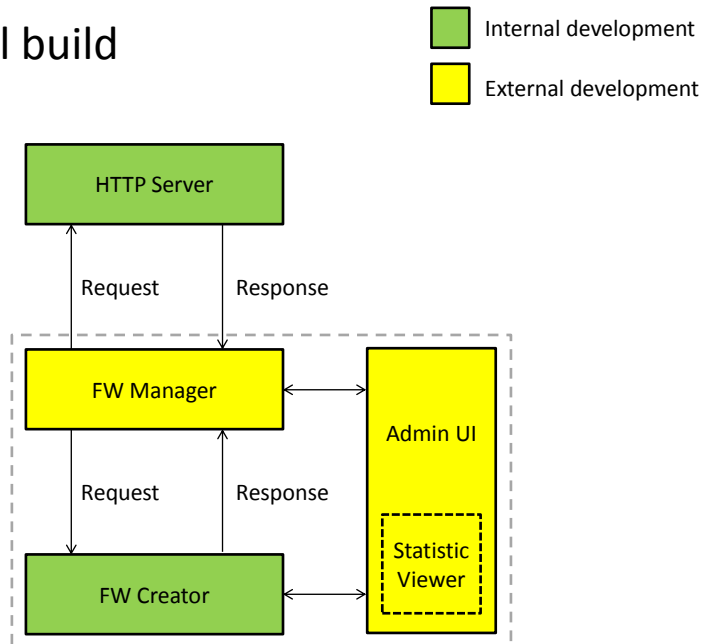 l build
Internal development
External development
HTTP Server
Request
Response
FW Manager
Admin UI
Request
Response
Statistic
Viewer
FW Creator